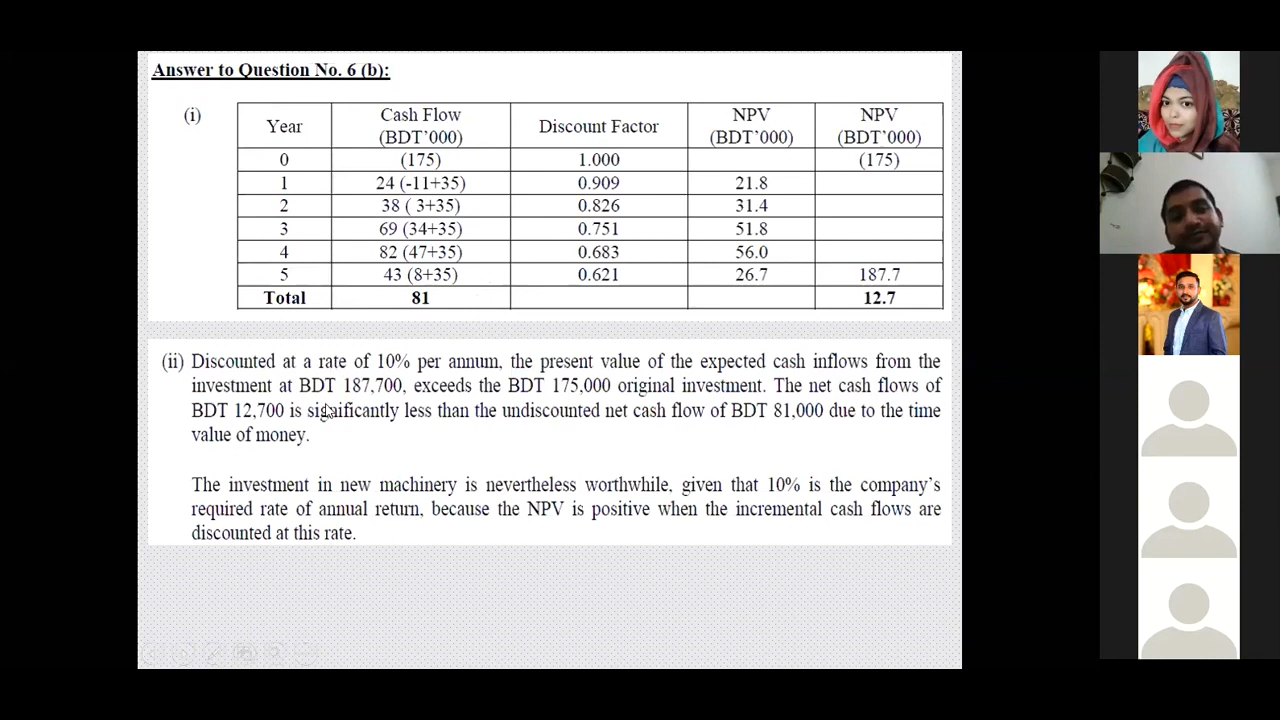 Answer to Question No. 6 (b):
(i)
Year Cash Flow (BDT’000) Discount Factor NPV (BDT’000) NPV (BDT’000)
0 (175) 1.000 (175)
1 24 (-11+35) 0.909 21.8
2 38 ( 3+35) 0.826 31.4
3 69 (34+35) 0.751 51.8
4 82 (47+35) 0.683 56.0
5 43 (8+35) 0.621 26.7 187.7
Total 81 12.7
(ii) Discounted at a rate of 10% per annum, the present value of the expected cash inflows from the
investment at BDT 187,700, exceeds the BDT 175,000 original investment. The net cash flows of
BDT 12,700 is significantly less than the undiscounted net cash flow of BDT 81,000 due to the time
value of money.
The investment in new machinery is nevertheless worthwhile, given that 10% is the company’s
required rate of annual return, because the NPV is positive when the incremental cash flows are
discounted at this rate.